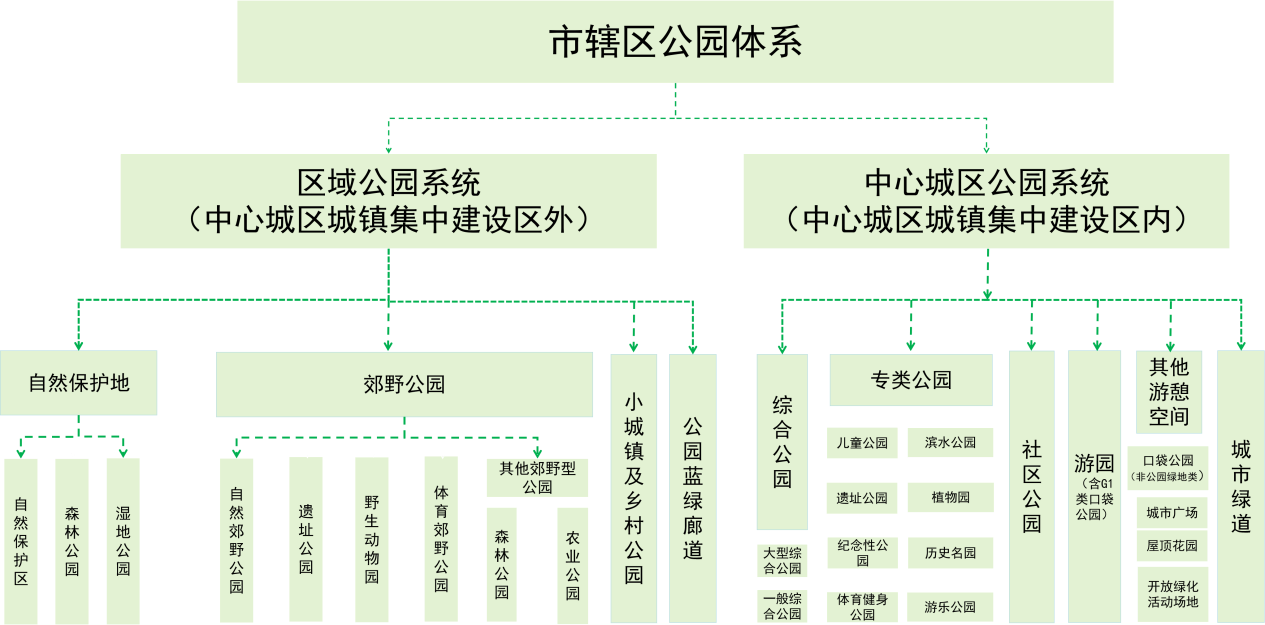 市辖区公园体系
区域公园系统
（中心城区城镇集中建设区外）
中心城区公园系统
（中心城区城镇集中建设区内）
自然保护地
自然保护区
森林公园
湿地公园
郊野公园
自然郊野公园
遗址公园
野生动物园
体育郊野公园
其他郊野型
公园
森林公园
农业公园
小城镇及乡村公园
公园蓝绿廊道
综合公园
大型综
合公园
一般综
合公园
专类公园
儿童公园
滨水公园
遗址公园
植物园
纪念性公
园
历史名园
体育健身
公园
游乐公园
社区公园
游园
（含G1
类口袋
公园）
其他
游憩
空间
口袋公园
（非公园绿地类）
城市广场
屋顶花园
开放绿化
活动场地
城市绿道